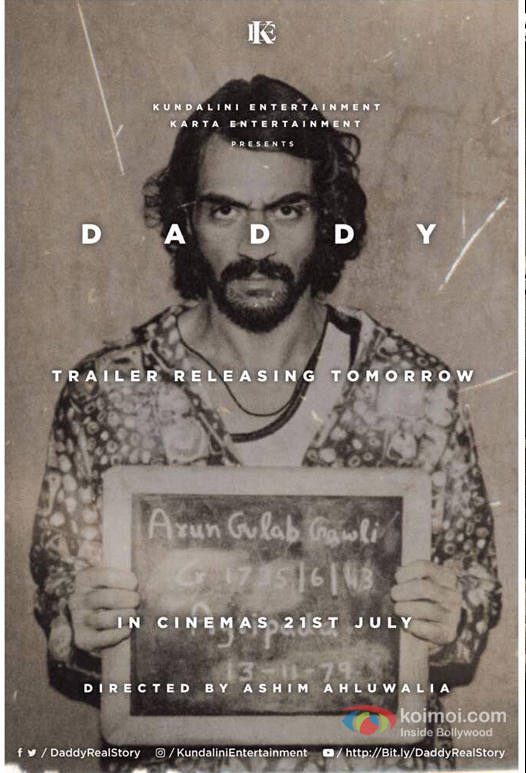 KE
KUNDALINI ENTERTAINMENT
KARTA ENTERTAINMENT
PRESENTS
DADDY
TRAILER RELEASING TOMORROW
Arun Gulab Gawli
IN CINEMAS 21ST JULY
13-11-79
DIRECTED BY ASHIM AHLUWALIA
koimoi.com
Inside Bollywood
/ DaddyRealStory / KundaliniEntertainment / http://Bit.ly/DaddyRealStory